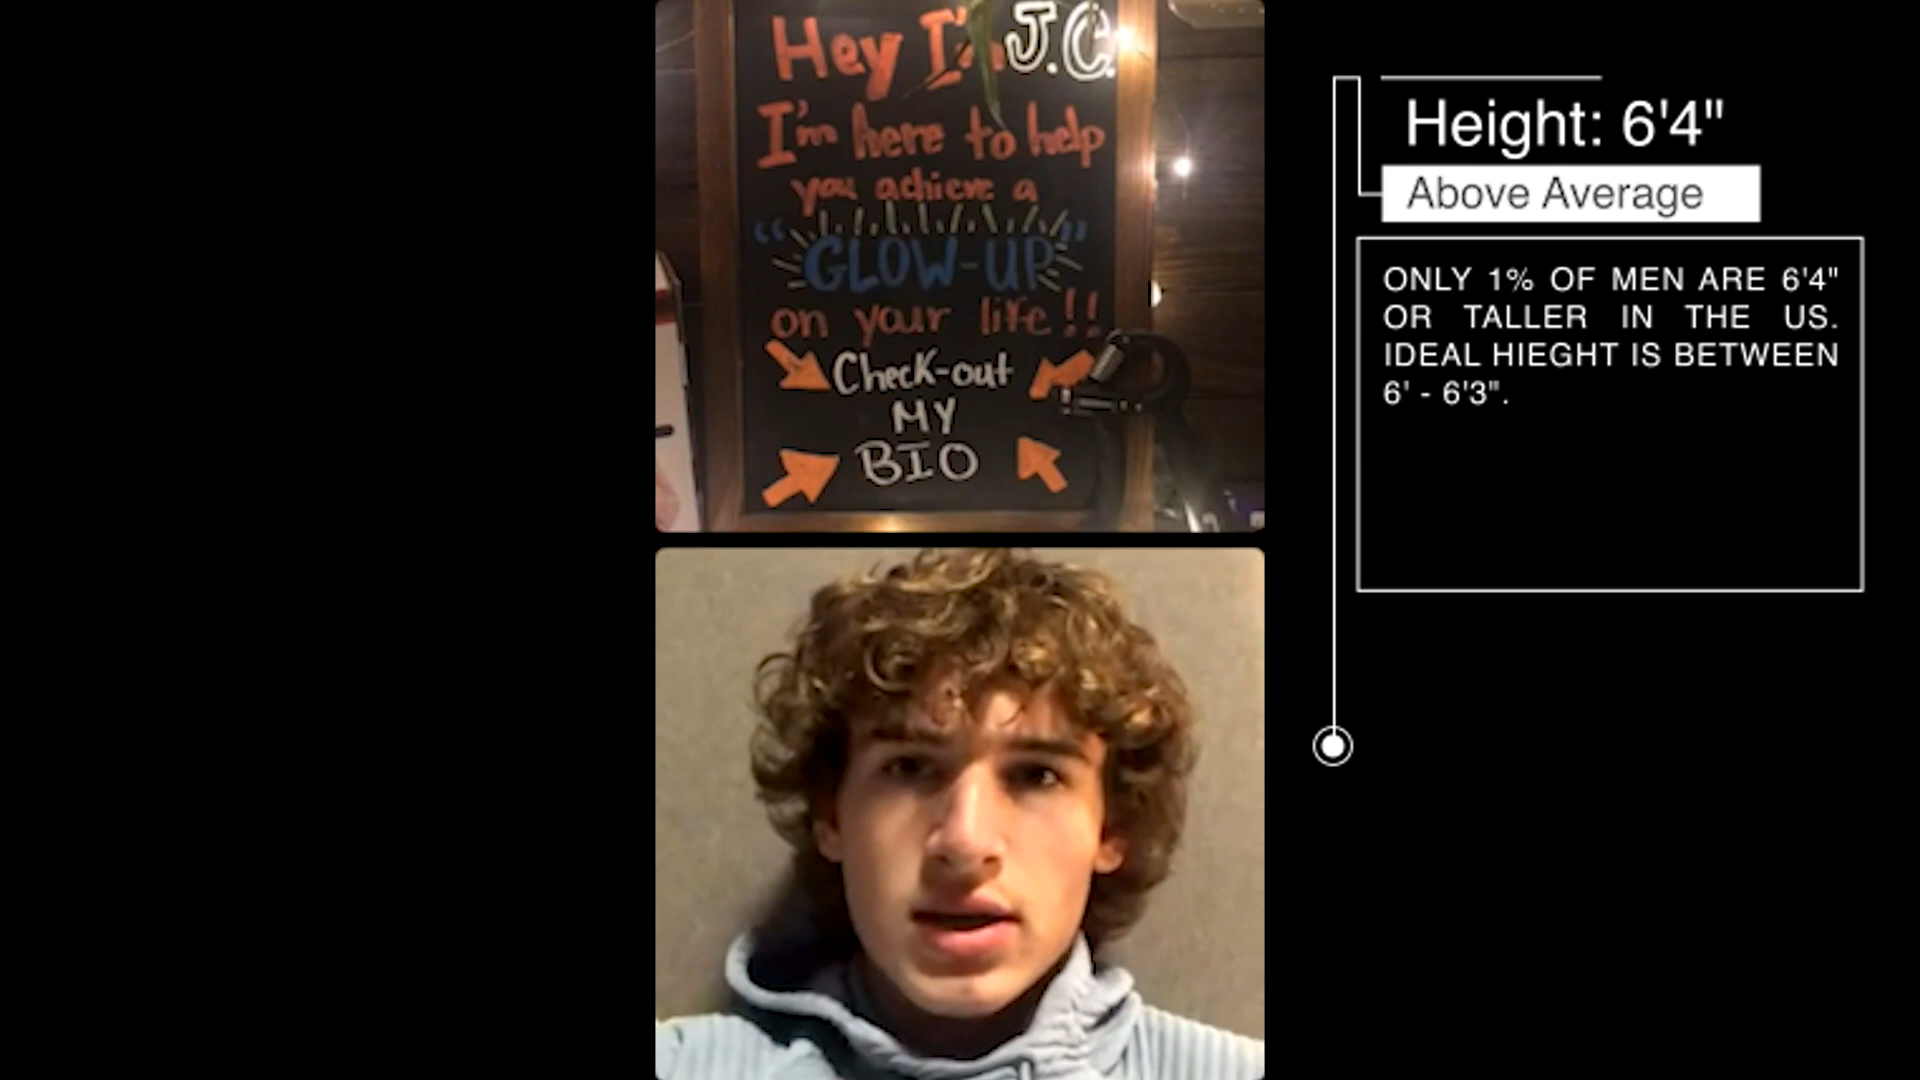 Hey I'm J.C.
I'm here to help
you achieve a
"GLOW-UP"
on your life!!
Check-out
MY
BIO
Height: 6'4"
Above Average
ONLY 1% OF MEN ARE 6'4"
OR TALLER IN THE US.
IDEAL HIEGHT IS BETWEEN
6' - 6'3".